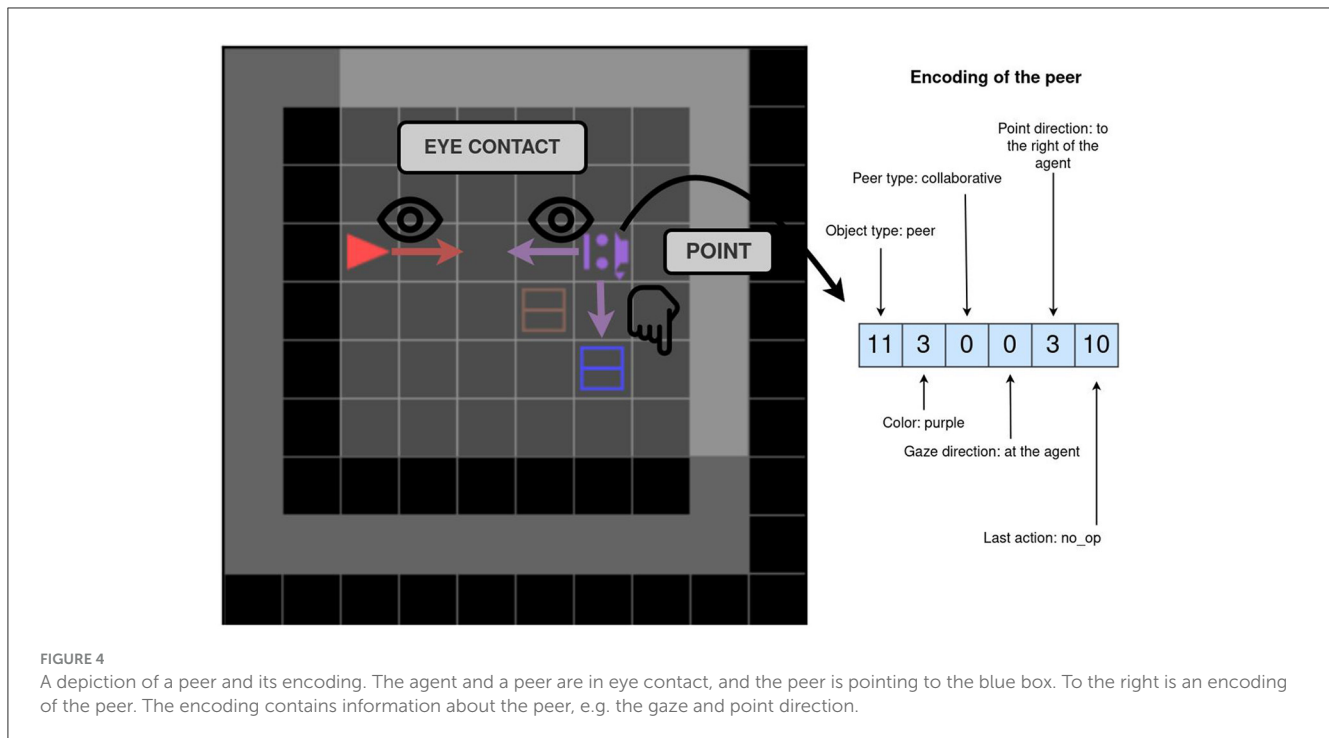 Encoding of the peer
EYE CONTACT
POINT
Point direction: to
the right of the
agent
Peer type: collaborative
Object type: peer
11 3 0 0 3 10
Color: purple
Gaze direction: at the agent
Last action: no_op
FIGURE 4
A depiction of a peer and its encoding. The agent and a peer are in eye contact, and the peer is pointing to the blue box. To the right is an encoding
of the peer. The encoding contains information about the peer, e.g. the gaze and point direction.